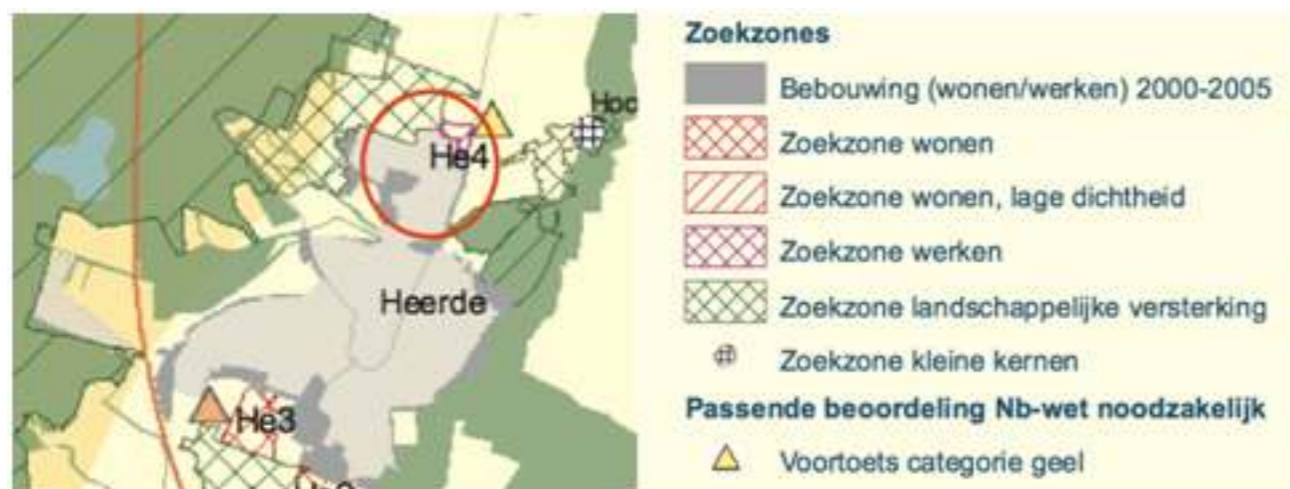 Hoc
He4
Heerde
He3
Zoekzones
Bebouwing (wonen/werken) 2000-2005
Zoekzone wonen
Zoekzone wonen, lage dichtheid
Zoekzone werken
Zoekzone landschappelijke versterking
Zoekzone kleine kernen
Passende beoordeling Nb-wet noodzakelijk
Voortoets categorie geel